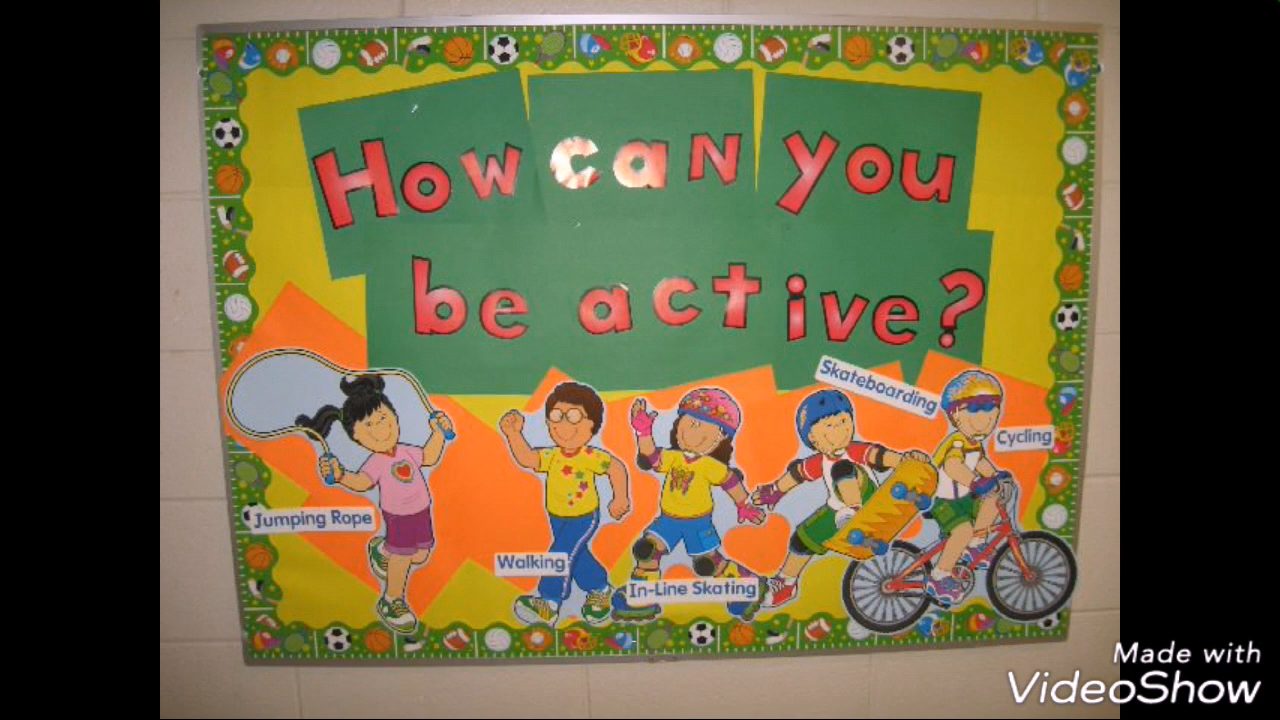 How can you
be active?
Skateboarding
Cycling
Jumping Rope
Walking
In-Line Skating
Made with
VideoShow